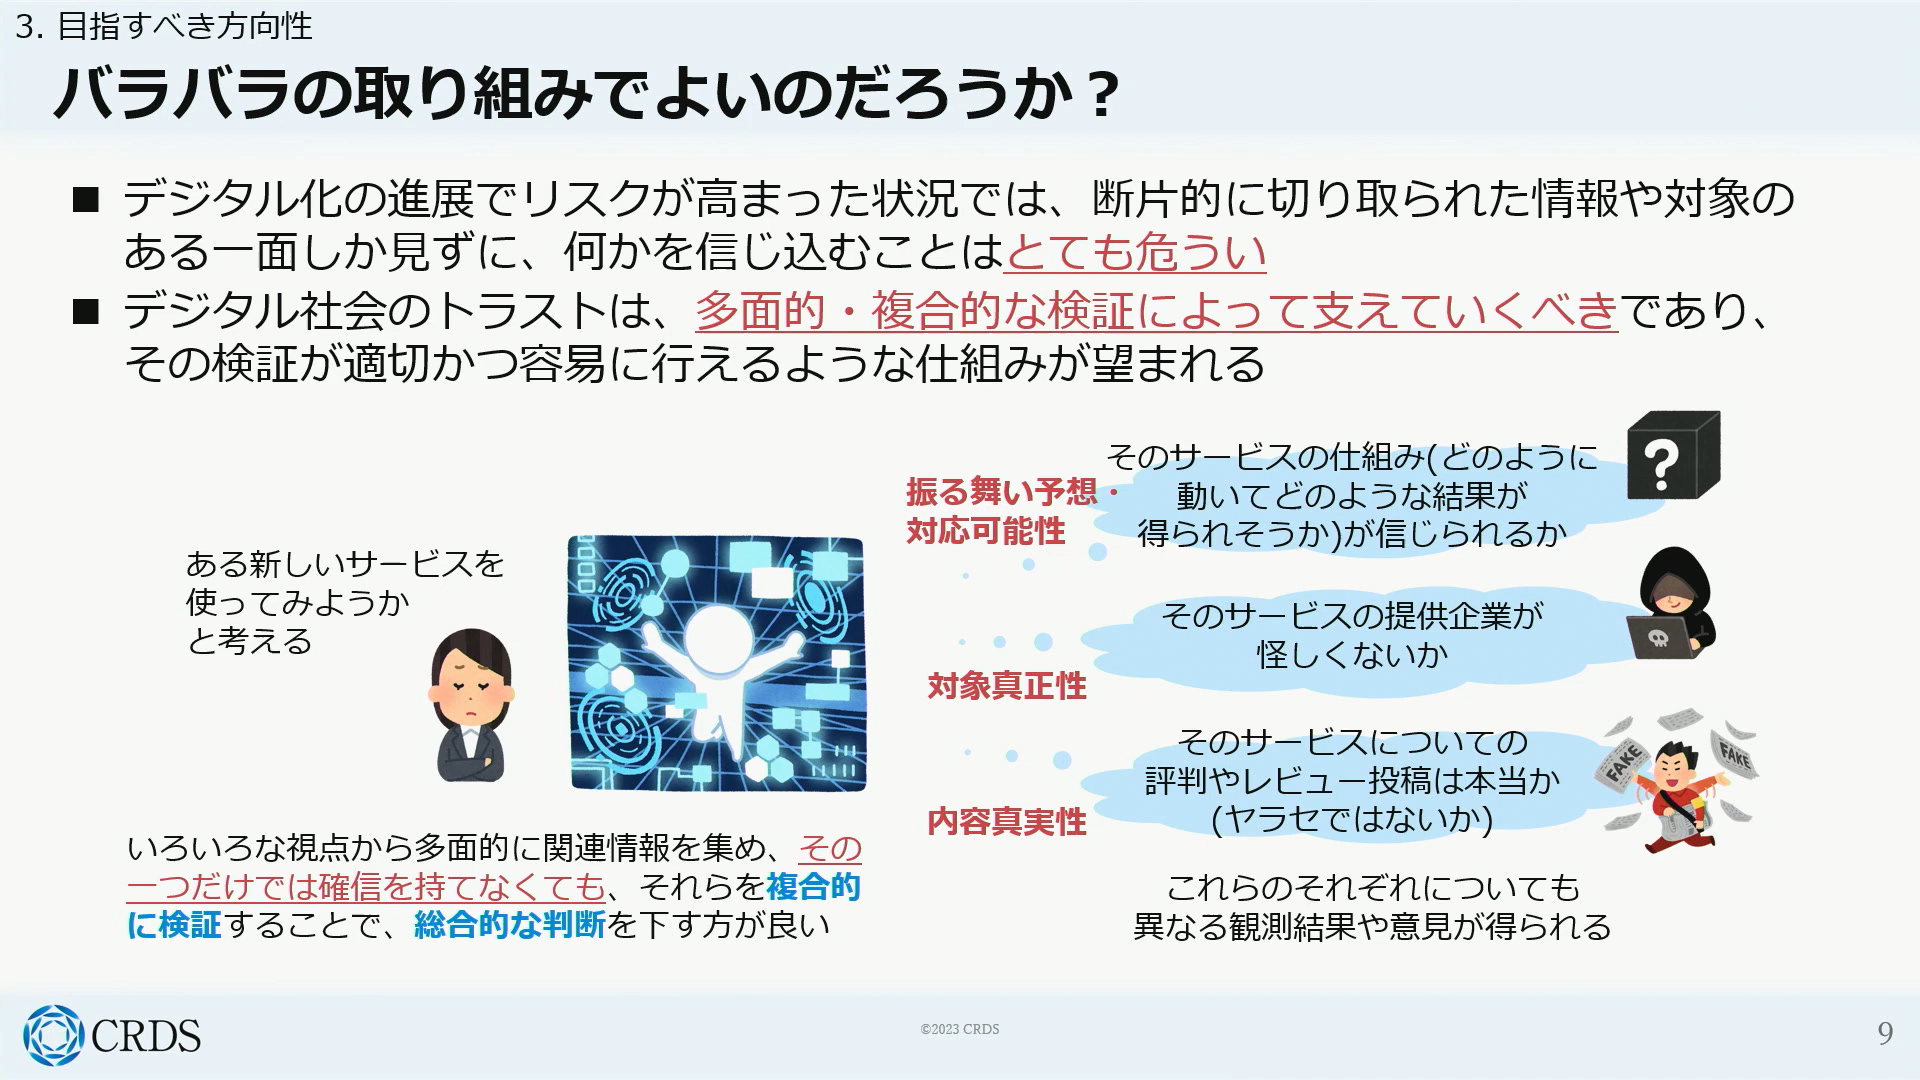 3. 目指すべき方向性
バラバラの取り組みでよいのだろうか？
■ デジタル化の進展でリスクが高まった状況では、断片的に切り取られた情報や対象の
ある一面しか見ずに、何かを信じ込むことはとても危うい
■ デジタル社会のトラストは、多面的・複合的な検証によって支えていくべきであり、
その検証が適切かつ容易に行えるような仕組みが望まれる
ある新しいサービスを
使ってみようか
と考える
振る舞い予想・
対応可能性
そのサービスの仕組み(どのように
動いてどのような結果が
得られそうか)が信じられるか
?
対象真正性
そのサービスの提供企業が
怪しくないか
内容真実性
そのサービスについての
評判やレビュー投稿は本当か
(ヤラセではないか)
FAKE
FAKE
いろいろな視点から多面的に関連情報を集め、その
一つだけでは確信を持てなくても、それらを複合的
に検証することで、総合的な判断を下す方が良い
これらのそれぞれについても
異なる観測結果や意見が得られる
CRDS
©2023 CRDS
9